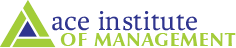 ace institute
OF MANAGEMENT